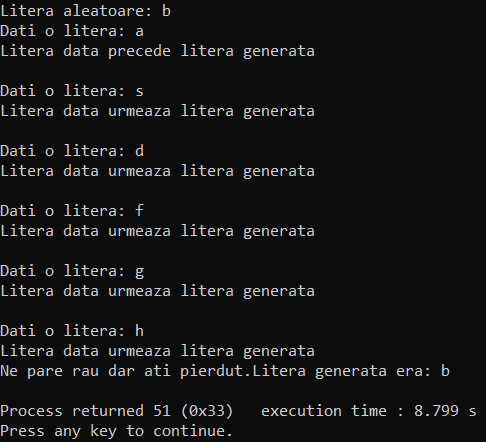 Litera aleatoare: b
Dati o litera: a
Litera data precede litera generata
Dati o litera: s
Litera data urmeaza litera generata
Dati o litera: d
Litera data urmeaza litera generata
Dati o litera: f
Litera data urmeaza litera generata
Dati o litera: g
Litera data urmeaza litera generata
Dati o litera: h
Litera data urmeaza litera generata
Ne pare rau dar ati pierdut.Litera generata era: b
Process returned 51 (0x33)   execution time : 8.799 s
Press any key to continue.